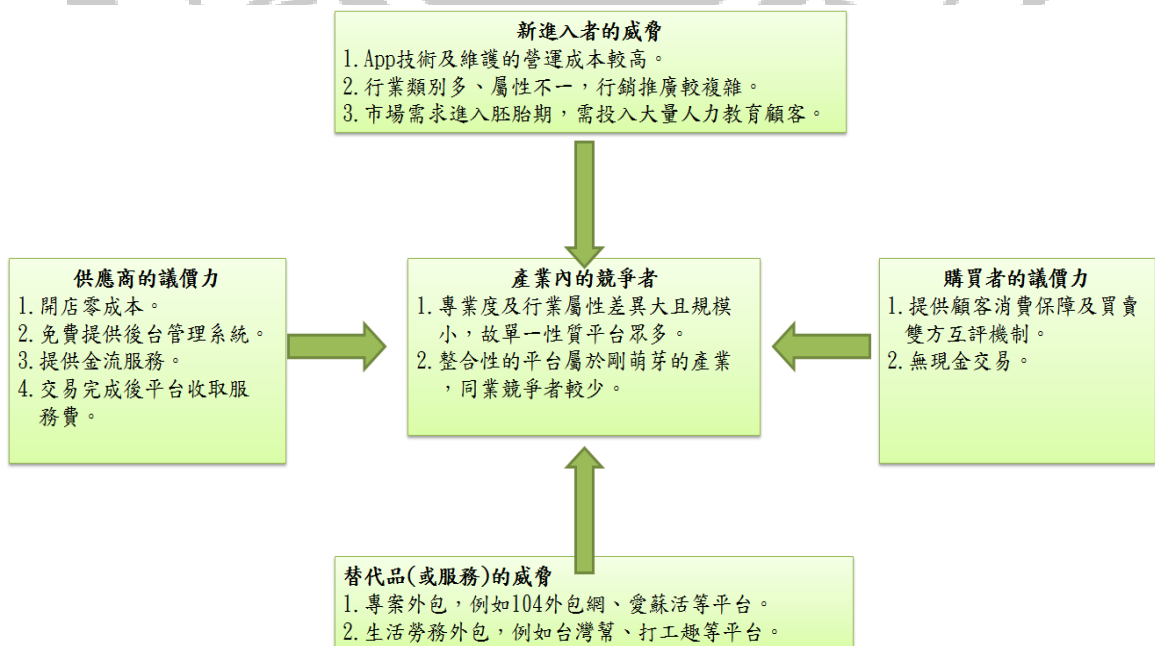 新進入者的威脅
1.App技術及維護的營運成本較高。
2.行業類別多、屬性不一，行銷推廣較複雜。
3.市場需求進入胚胎期，需投入大量人力教育顧客。
供應商的議價力
1.開店零成本。
2.免費提供後台管理系統。
3.提供金流服務。
4.交易完成後平台收取服
務費。
產業內的競爭者
1.專業度及行業屬性差異大且規模
小，故單一性質平台眾多。
2.整合性的平台屬於剛萌芽的產業
，同業競爭者較少。
購買者的議價力
1.提供顧客消費保障及買賣
雙方互評機制。
2.無現金交易。
替代品(或服務)的威脅
1.專案外包，例如104外包網、愛蘇活等平台。
2.生活勞務外包，例如台灣幫、打工趣等平台。